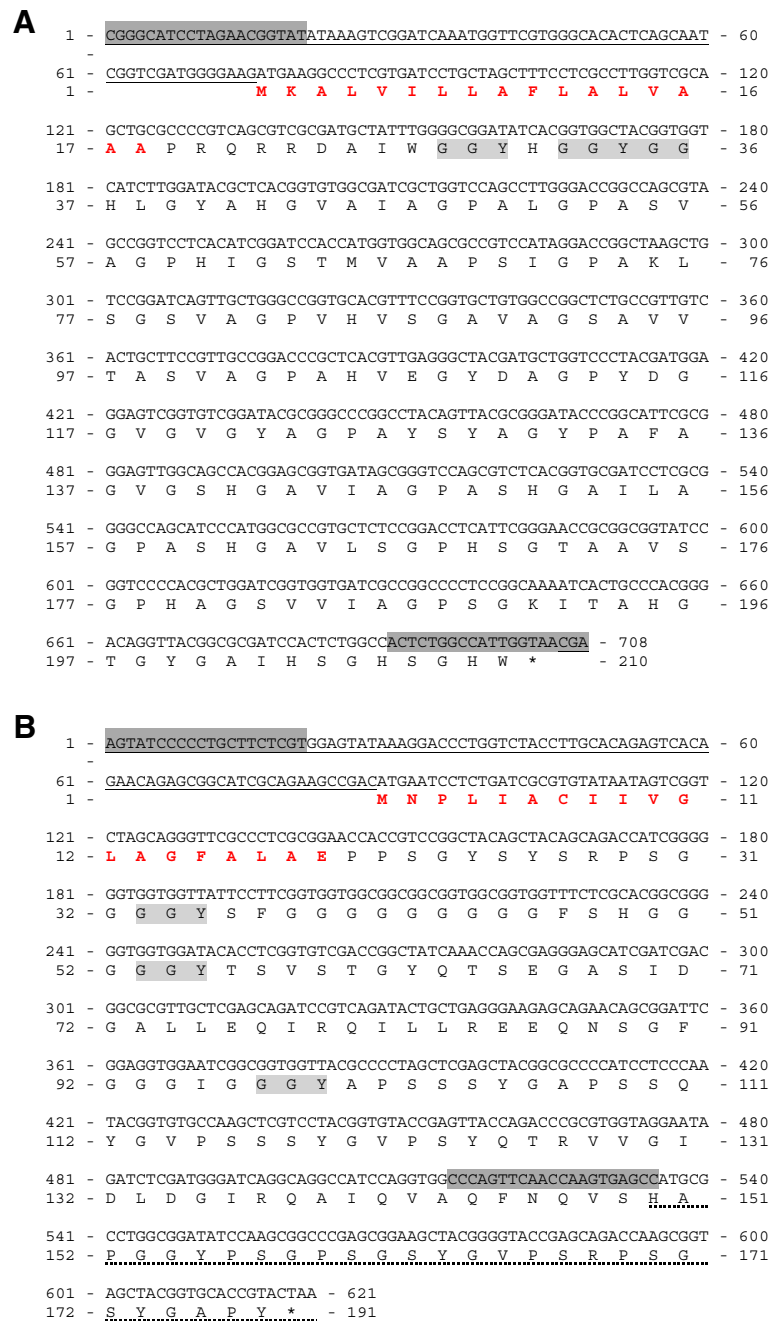 A
1 - CGGGCATCCTAGAACGGTATATAAAGTCGGATCAAATGGTTCGTGGGCACACTCAGCAAT - 60
-
61 - CGGTCGATGGGGAAGATGAAGGCCCTCGTGATCCTGCTAGCTTTCCTCGCCTTGGTCGCA - 120
1 - M K A L V I L L A F L A L V A - 16
121 - GCTGCGCCCCGTCAGCGTCGCGATGCTATTTGGGGCGGATATCACGGTGGCTACGGTGGT - 180
17 - A A P R Q R R D A I W G G Y H G G Y G G - 36
181 - CATCTTGGATACGCTCACGGTGTGGCGATCGCTGGTCCAGCCTTGGGACCGGCCAGCGTA - 240
37 - H L G Y A H G V A I A G P A L G P A S V - 56
241 - GCCGGTCCTCACATCGGATCCACCATGGTGGCAGCGCCGTCCATAGGACCGGCTAAGCTG - 300
57 - A G P H I G S T M V A A P S I G P A K L - 76
301 - TCCGGATCAGTTGCTGGGCCGGTGCACGTTTCCGGTGCTGTGGCCGGCTCTGCCGTTGTC - 360
77 - S G S V A G P V H V S G A V A G S A V V - 96
361 - ACTGCTTCCGTTGCCGGACCCGCTCACGTTGAGGGCTACGATGCTGGTCCCTACGATGGA - 420
97 - T A S V A G P A H V E G Y D A G P Y D G - 116
421 - GGAGTCGGTGTCGGATACGCGGGCCCGGCCTACAGTTACGCGGGATACCCGGCATTCGCG - 480
117 - G V G V G Y A G P A Y S Y A G Y P A F A - 136
481 - GGAGTTGGCAGCCACGGAGCGGTGATAGCGGGTCCAGCGTCTCACGGTGCGATCCTCGCG - 540
137 - G V G S H G A V I A G P A S H G A I L A - 156
541 - GGGCCAGCATCCCATGGCGCCGTGCTCTCCGGACCTCATTCGGGAACCGCGGCGGTATCC - 600
157 - G P A S H G A V L S G P H S G T A A V S - 176
601 - GGTCCCCACGCTGGATCGGTGGTGATCGCCGGCCCCTCCGGCAAAATCACTGCCCACGGG - 660
177 - G P H A G S V V I A G P S G K I T A H G - 196
661 - ACAGGTTACGGCGCGATCCACTCTGGCCACTCTGGCCATTGGTAACGA - 708
197 - T G Y G A I H S G H S G H W * - 210
B
1 - AGTATCCCCCTGCTTCTCGTGGAGTATAAAGGACCCTGGTCTACCTTGCACAGAGTCACA - 60
-
61 - GAACAGAGCGGCATCGCAGAAGCCGACATGAATCCTCTGATCGCGTGTATAATAGTCGGT - 120
1 - M N P L I A C I I V G - 11
121 - CTAGCAGGGTTCGCCCTCGCGGAACCACCGTCCGGCTACAGCTACAGCAGACCATCGGGG - 180
12 - L A G F A L A E P P S G Y S Y S R P S G - 31
181 - GGTGGTGGTTATTCCTTCGGTGGTGGCGGCGGCGGTGGCGGTGGTTTCTCGCACGGCGGG - 240
32 - G G G Y S F G G G G G G G G F S H G G - 51
241 - GGTGGTGGATACACCTCGGTGTCGACCGGCTATCAAACCAGCGAGGGAGCATCGATCGAC - 300
52 - G G G Y T S V S T G Y Q T S E G A S I D - 71
301 - GGCGCGTTGCTCGAGCAGATCCGTCAGATACTGCTGAGGGAAGAGCAGAACAGCGGATTC - 360
72 - G A L L E Q I R Q I L L R E E Q N S G F - 91
361 - GGAGGTGGAATCGGCGGTGGTTACGCCCCTAGCTCGAGCTACGGCGCCCCATCCTCCCAA - 420
92 - G G G I G G G Y A P S S S Y G A P S S Q - 111
421 - TACGGTGTGCCAAGCTCGTCCTACGGTGTACCGAGTTACCAGACCCGCGTGGTAGGAATA - 480
112 - Y G V P S S S Y G V P S Y Q T R V V G I - 131
481 - GATCTCGATGGGATCAGGCAGGCCATCCAGGTGGCCCAGTTCAACCAAGTGAGCCATGCG - 540
132 - D L D G I R Q A I Q V A Q F N Q V S H A - 151
541 - CCTGGCGGATATCCAAGCGGCCCGAGCGGAAGCTACGGGGTACCGAGCAGACCAAGCGGT - 600
152 - P G G Y P S G P S G S Y G V P S R P S G - 171
601 - AGCTACGGTGCACCGTACTAA - 621
172 - S Y G A P Y * - 191